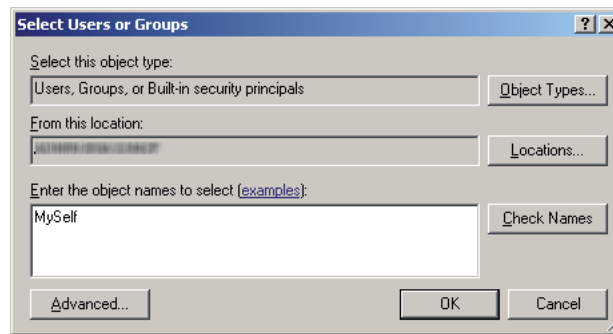 Select Users or Groups
Select this object type:
Users, Groups, or Built-in security principals
Object Types...
From this location:
Locations...
Enter the object names to select (examples):
MySelf
Check Names
Advanced...
OK
Cancel